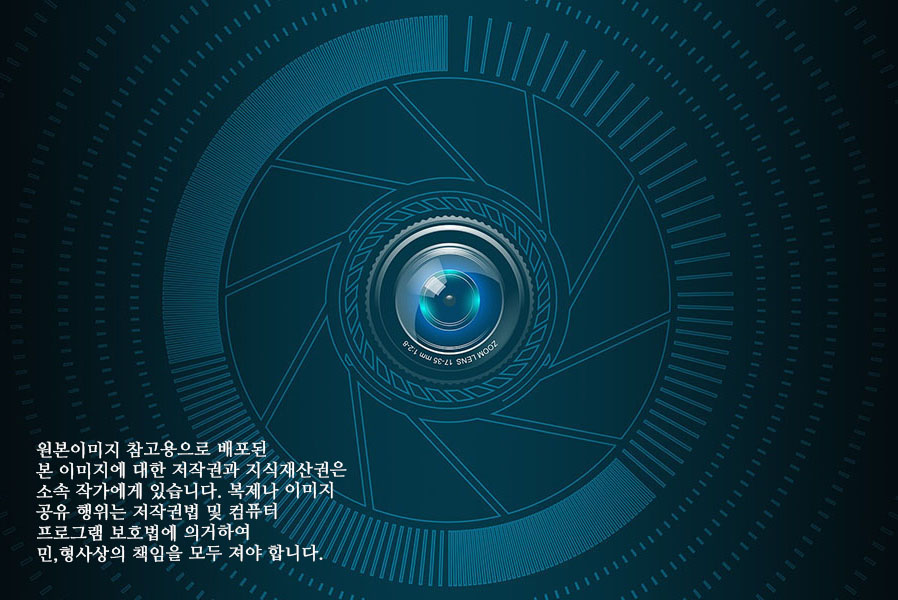 ZOOM LENS 17-35 mm 1:2-8
원본이미지 참고용으로 배포된
본 이미지에 대한 저작권과 지식재산권은
소속 작가에게 있습니다. 복제나 이미지
공유 행위는 저작권법 및 컴퓨터
프로그램 보호법에 의거하여
민,형사상의 책임을 모두 져야 합니다.